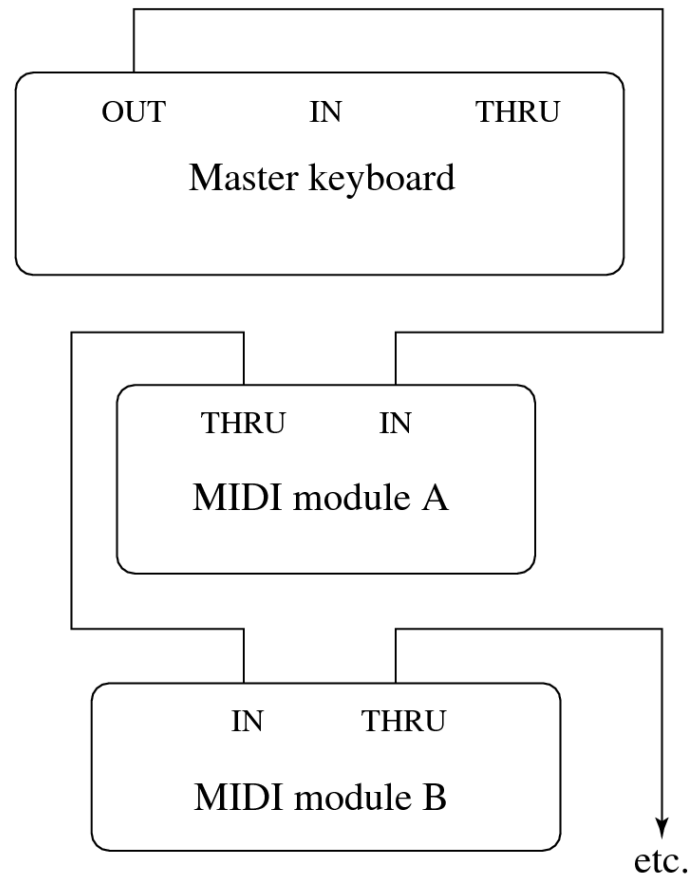 OUT IN THRU
Master keyboard
THRU IN
MIDI module A
IN THRU
MIDI module B
etc.